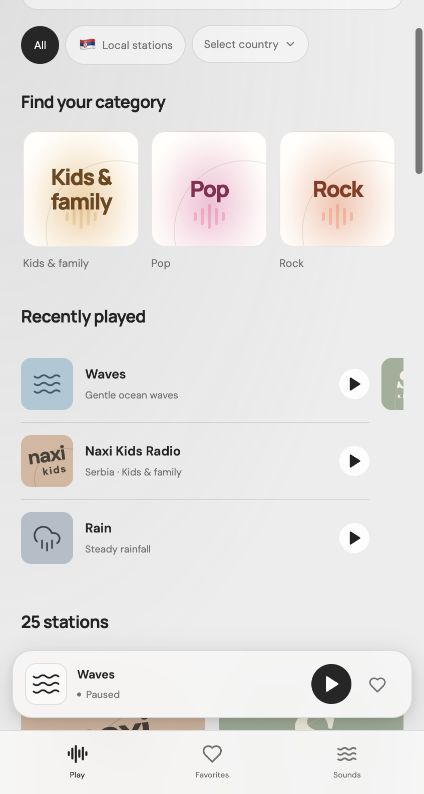 All
Local stations
Select country
Find your category
Kids &
family
Pop
Rock
Kids & family
Pop
Rock
Recently played
Waves
Gentle ocean waves
naxi
kids
Naxi Kids Radio
Serbia · Kids & family
Rain
Steady rainfall
25 stations
Waves
Paused
naxi
Play
Favorites
Sounds